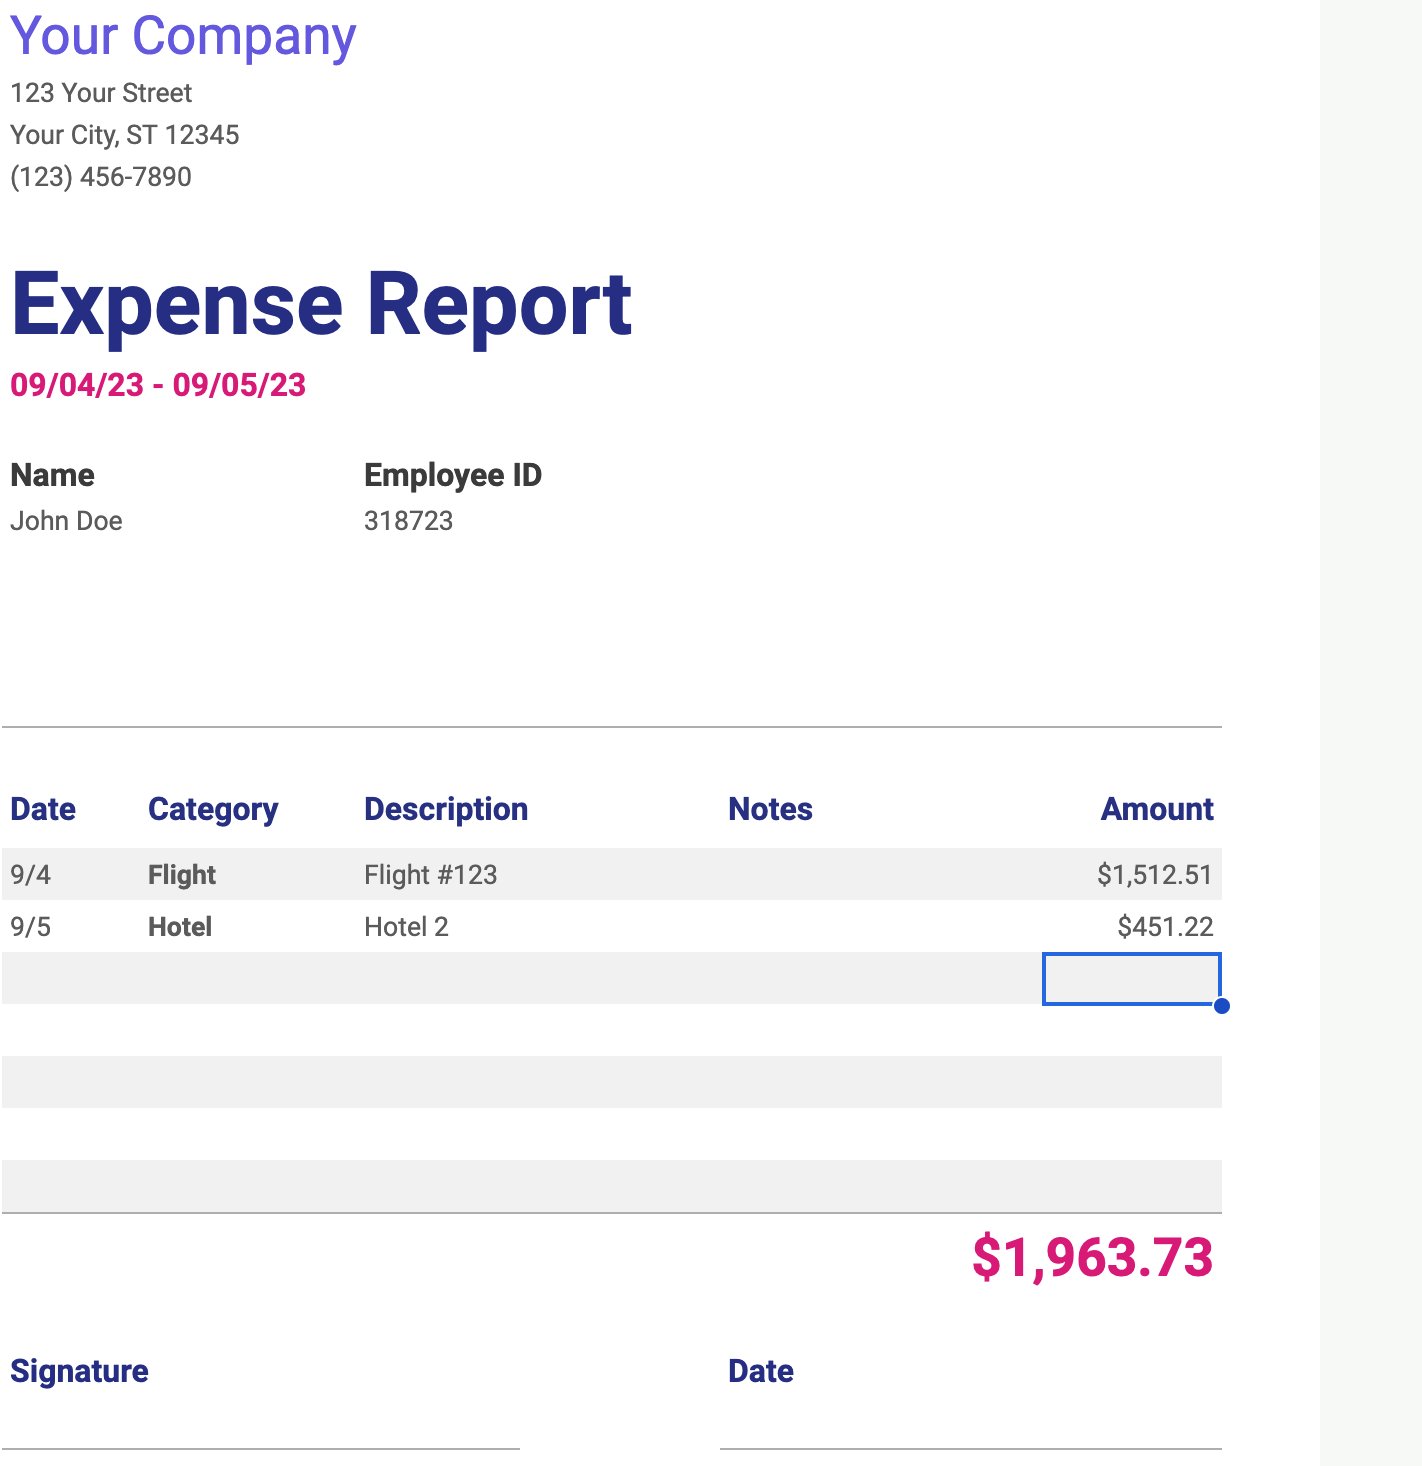 Your Company
123 Your Street
Your City, ST 12345
(123) 456-7890
Expense Report
09/04/23 - 09/05/23
Name Employee ID
John Doe 318723
Date Category Description Notes Amount
9/4 Flight Flight #123 $1,512.51
9/5 Hotel Hotel 2 $451.22
$1,963.73
Signature Date